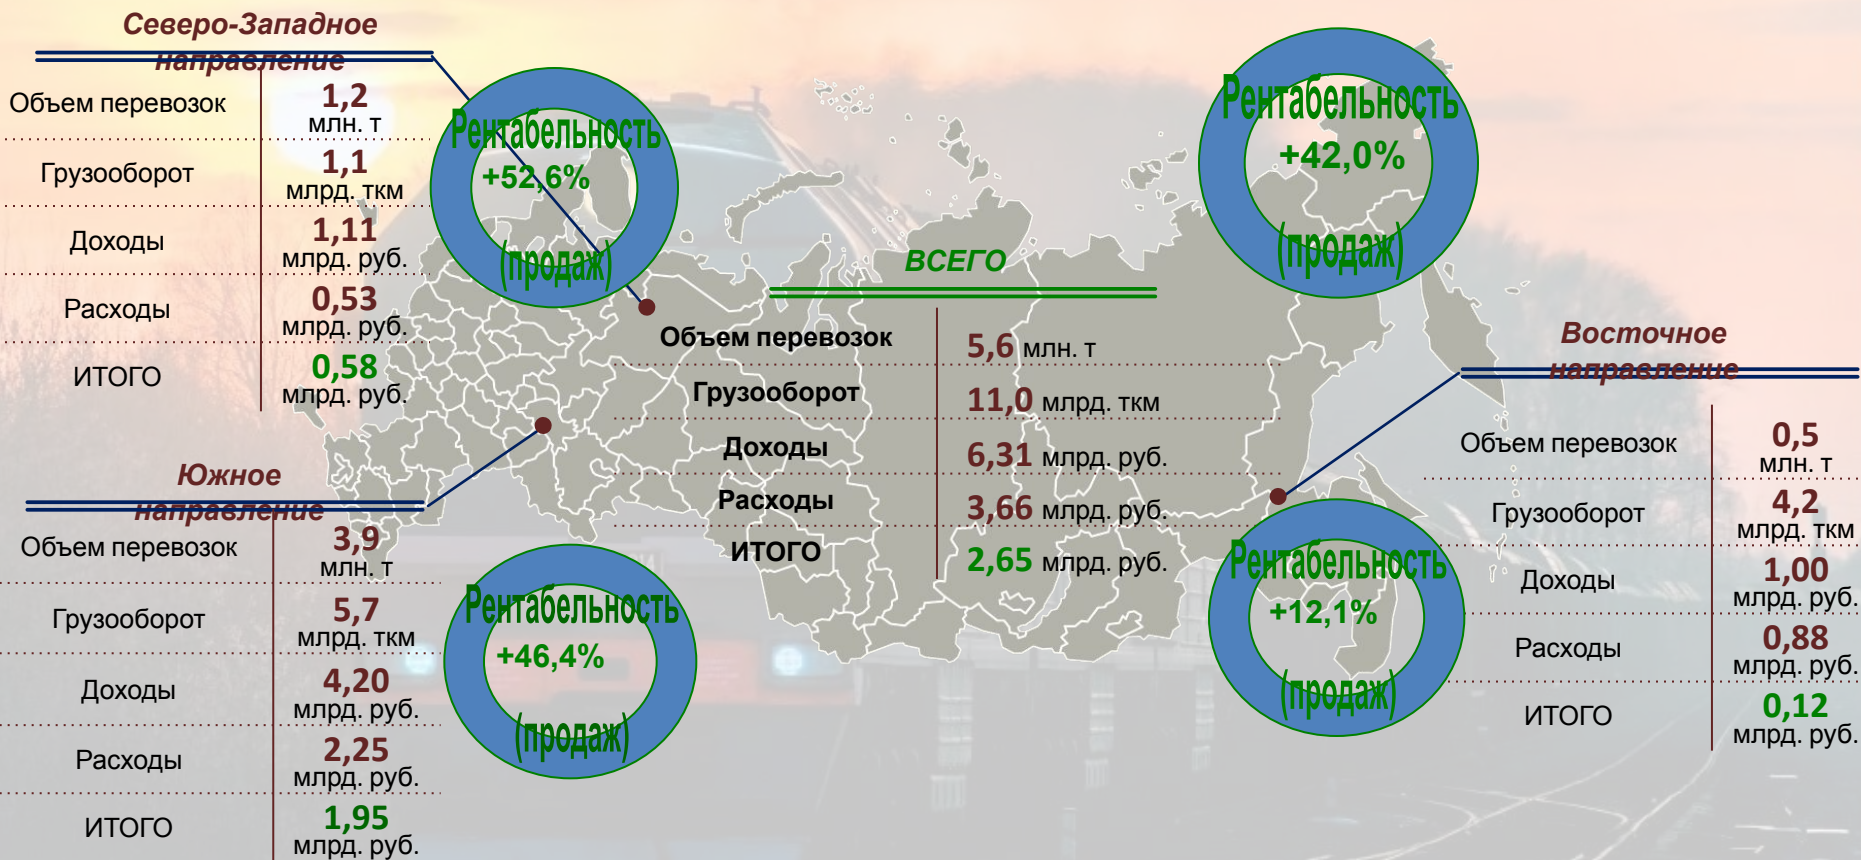 Северо-Западное
направление
Объем перевозок
1,2
млн. т
Грузооборот
1,1
млрд. ткм
Доходы
1,11
млрд. руб.
Расходы
0,53
млрд. руб.
ИТОГО
0,58
млрд. руб.
Рентабельность
+52,6%
(продаж)
Южное
направление
Объем перевозок
3,9
млн. т
Грузооборот
5,7
млрд. ткм
Доходы
4,20
млрд. руб.
Расходы
2,25
млрд. руб.
ИТОГО
1,95
млрд. руб.
Рентабельность
+46,4%
(продаж)
ВСЕГО
Объем перевозок
5,6 млн. т
Грузооборот
11,0 млрд. ткм
Доходы
6,31 млрд. руб.
Расходы
3,66 млрд. руб.
ИТОГО
2,65 млрд. руб.
Рентабельность
+42,0%
(продаж)
Восточное
направление
Объем перевозок
0,5
млн. т
Грузооборот
4,2
млрд. ткм
Доходы
1,00
млрд. руб.
Расходы
0,88
млрд. руб.
ИТОГО
0,12
млрд. руб.
Рентабельность
+12,1%
(продаж)